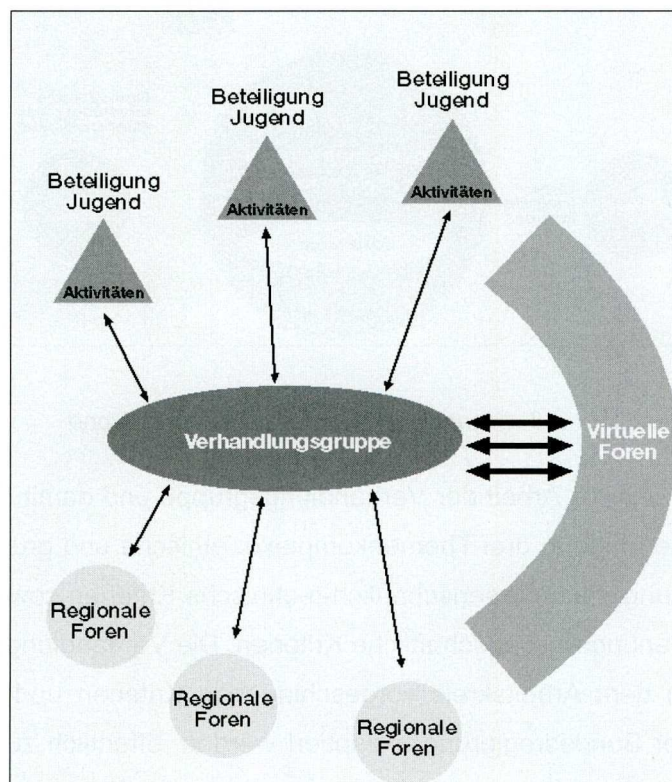 Beteiligung
Jugend
Aktivitäten
Beteiligung
Jugend
Aktivitäten
Beteiligung
Jugend
Aktivitäten
Verhandlungsgruppe
Virtuelle
Foren
Regionale
Foren
Regionale
Foren
Regionale
Foren